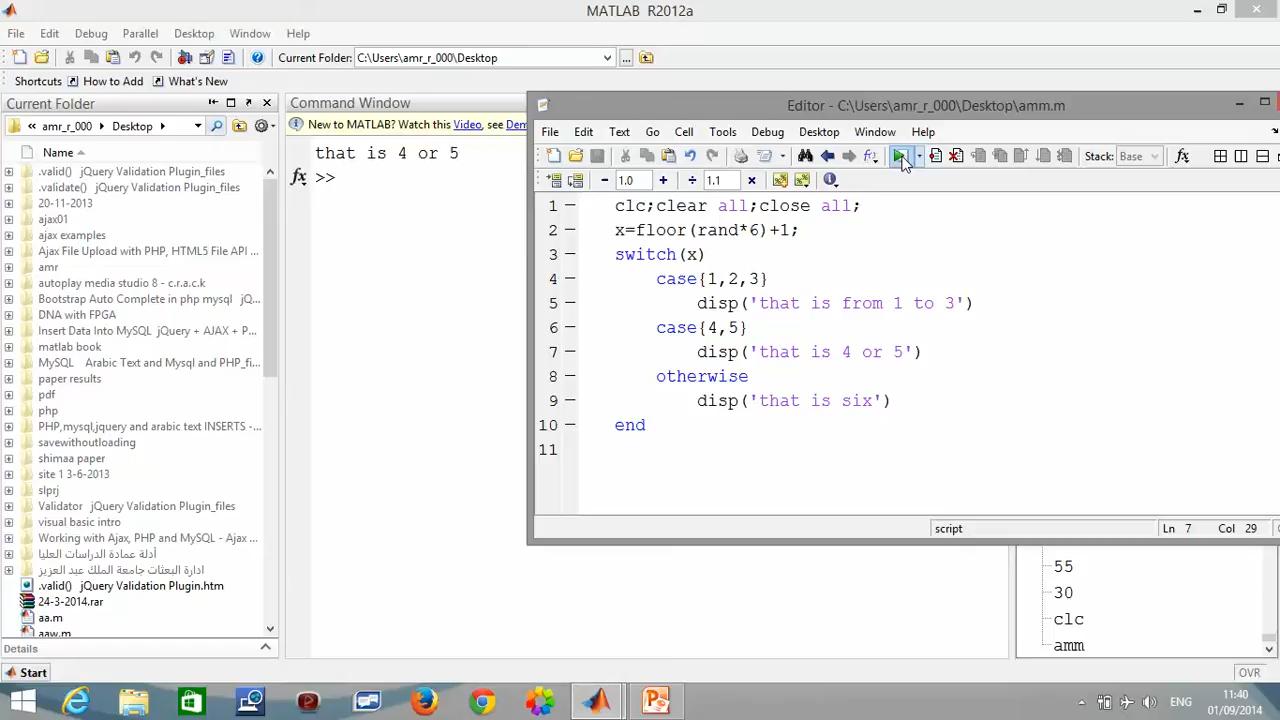 MATLAB R2012a
File Edit Debug Parallel Desktop Window Help
Current Folder: C:\Users\amr_r_000\Desktop
Shortcuts How to Add What's New
Current Folder
« amr_r_000 Desktop
Name
.valid() jQuery Validation Plugin_files
.validate() jQuery Validation Plugin_files
20-11-2013
ajax01
ajax examples
Ajax File Upload with PHP, HTML5 File API ...
amr
autoplay media studio 8 - c.r.a.c.k
Bootstrap Auto Complete in php mysql jQ...
DNA with FPGA
Insert Data Into MySQL jQuery + AJAX + P...
matlab book
MySQL Arabic Text and Mysql and PHP_fi...
paper results
pdf
php
PHP,mysql,jquery and arabic text INSERTS -...
savewithoutloading
shimaa paper
site 1 3-6-2013
slprj
Validator jQuery Validation Plugin_files
visual basic intro
Working with Ajax, PHP and MySQL - Ajax ...
أدلة عمادة الدراسات العليا
ادارة البعثات جامعة الملك عبد العزيز
.valid() jQuery Validation Plugin.htm
24-3-2014.rar
aa.m
aaw.m
Details
Command Window
New to MATLAB? Watch this Video, see Dem
that is 4 or 5
fx >>
Editor - C:\Users\amr_r_000\Desktop\amm.m
File Edit Text Go Cell Tools Debug Desktop Window Help
Stack: Base fx
- 1.0 + ÷ 1.1 ×
1 clc;clear all;close all;
2 x=floor(rand*6)+1;
3 switch(x)
4 case{1,2,3}
5 disp('that is from 1 to 3')
6 case{4,5}
7 disp('that is 4 or 5')
8 otherwise
9 disp('that is six')
10 end
11
script Ln 7 Col 29
55
30
clc
amm
Start
OVR
ENG
11:40
01/09/2014